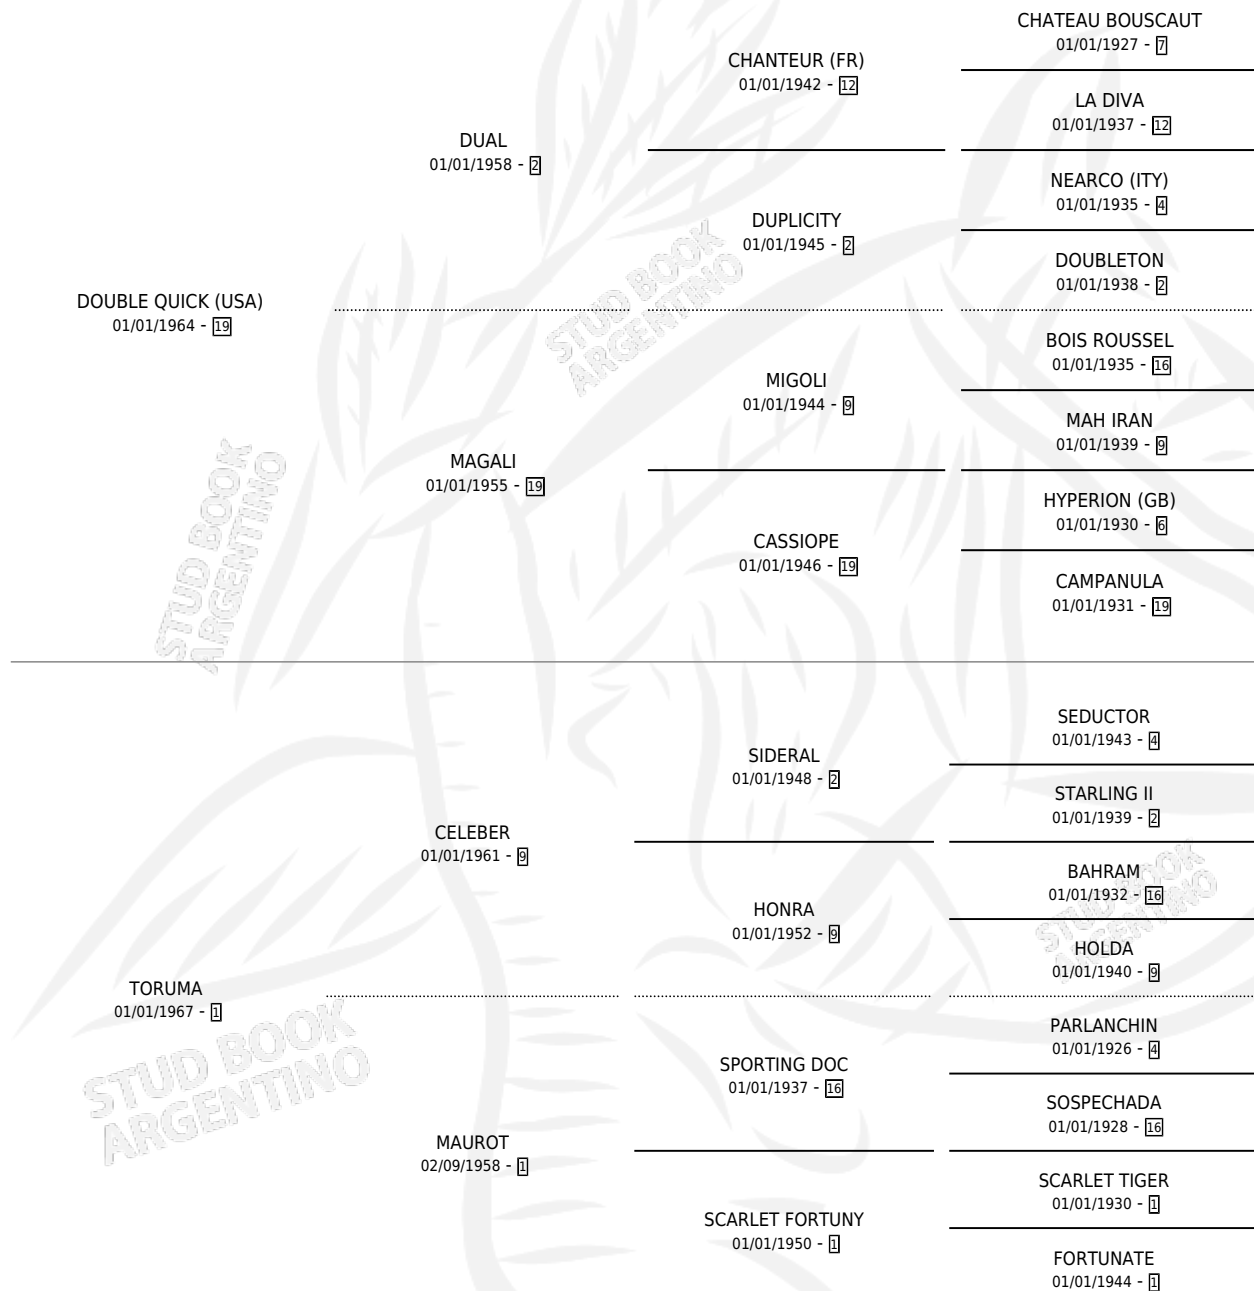 CHATEAU BOUSCAUT
01/01/1927 - 7
CHANTEUR (FR)
01/01/1942 - 12
LA DIVA
01/01/1937 - 12
DUAL
01/01/1958 - 2
NEARCO (ITY)
01/01/1935 - 4
DUPLICITY
01/01/1945 - 2
DOUBLETON
01/01/1938 - 2
DOUBLE QUICK (USA)
01/01/1964 - 19
BOIS ROUSSEL
01/01/1935 - 16
MIGOLI
01/01/1944 - 9
MAH IRAN
01/01/1939 - 9
MAGALI
01/01/1955 - 19
HYPERION (GB)
01/01/1930 - 6
CASSIOPE
01/01/1946 - 19
CAMPANULA
01/01/1931 - 19
SEDUCTOR
01/01/1943 - 4
SIDERAL
01/01/1948 - 2
STARLING II
01/01/1939 - 2
CELEBER
01/01/1961 - 9
BAHRAM
01/01/1932 - 16
HONRA
01/01/1952 - 9
HOLDA
01/01/1940 - 9
TORUMA
01/01/1967 - 1
PARLANCHIN
01/01/1926 - 4
SPORTING DOC
01/01/1937 - 16
SOSPECHADA
01/01/1928 - 16
MAUROT
02/09/1958 - 1
SCARLET TIGER
01/01/1930 - 1
SCARLET FORTUNY
01/01/1950 - 1
FORTUNATE
01/01/1944 - 1
STUD BOOK
ARGENTINO
STUD BOOK
ARGENTINO
STUD BOOK
ARGENTINO
STUD BOOK
ARGENTINO